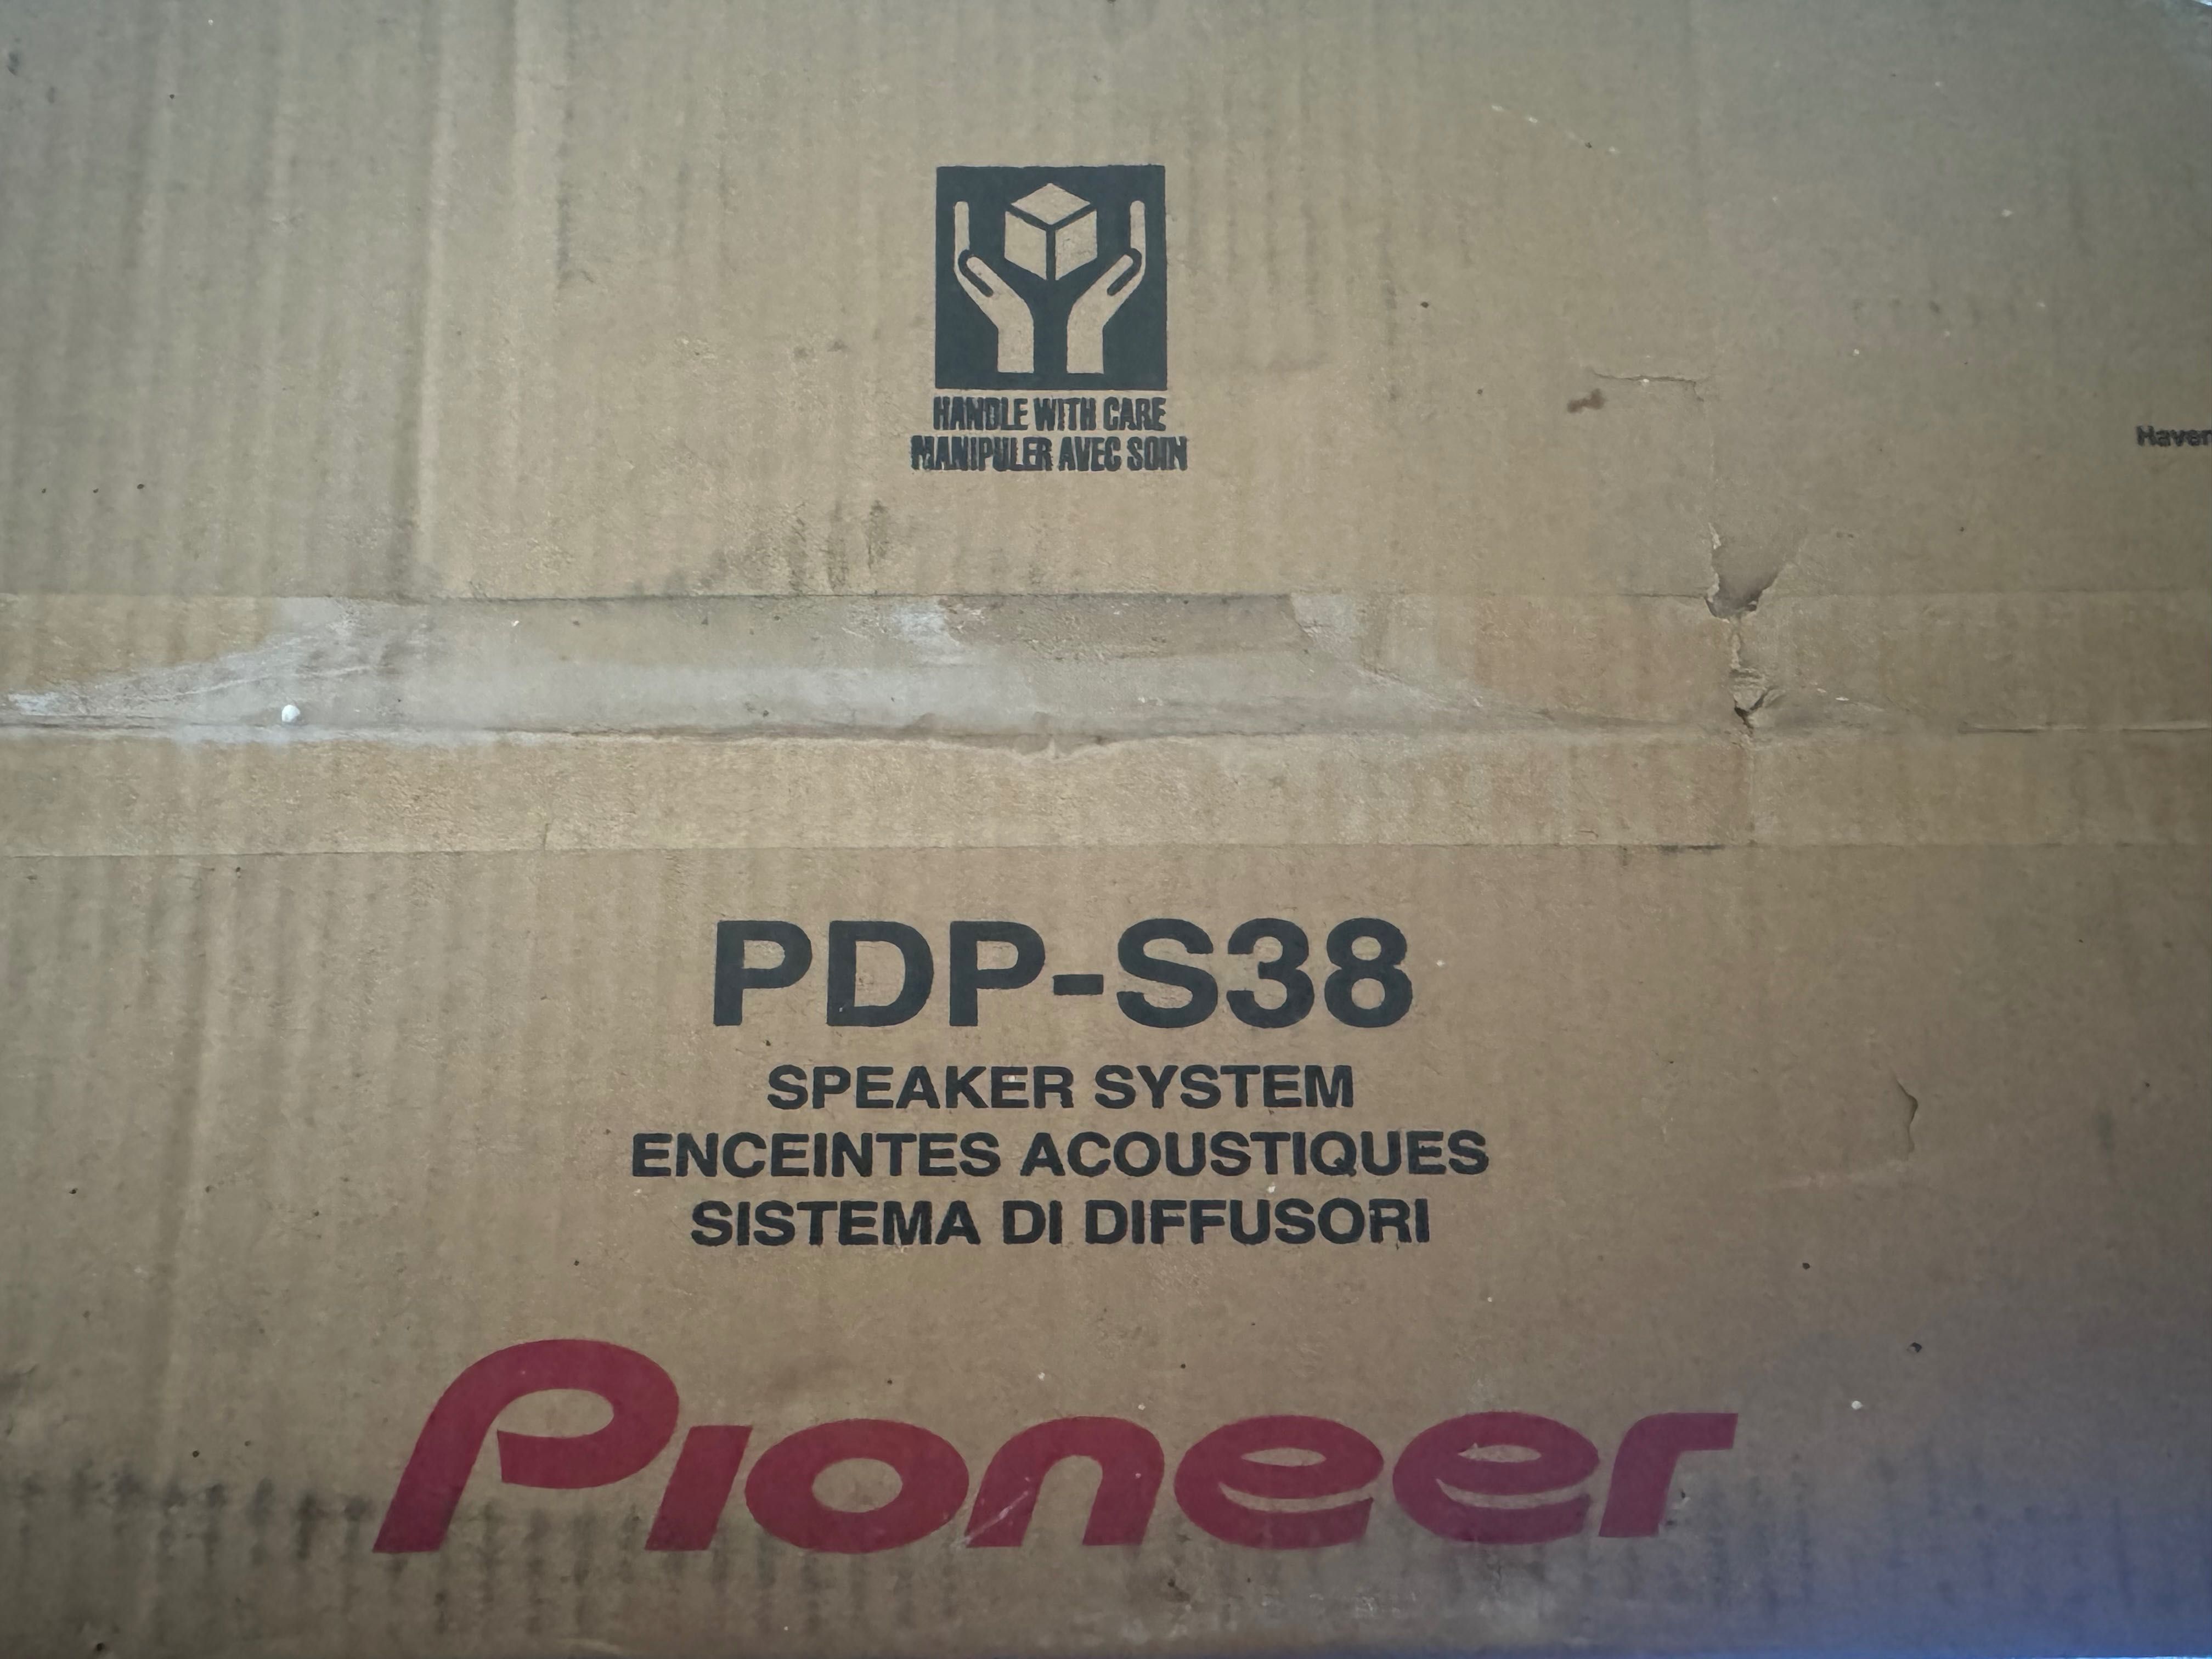 HANDLE WITH CARE
MANIPULER AVEC SOIN
PDP-S38
SPEAKER SYSTEM
ENCEINTES ACOUSTIQUES
SISTEMA DI DIFFUSORI
Pioneer